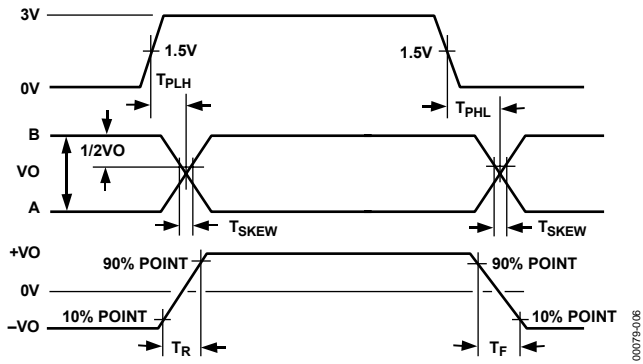 3V
1.5V
1.5V
0V
TPLH
TPHL
B
1/2VO
VO
A
TSKEW
TSKEW
+VO
90% POINT
90% POINT
0V
10% POINT
10% POINT
–VO
TR
TF
00079-006